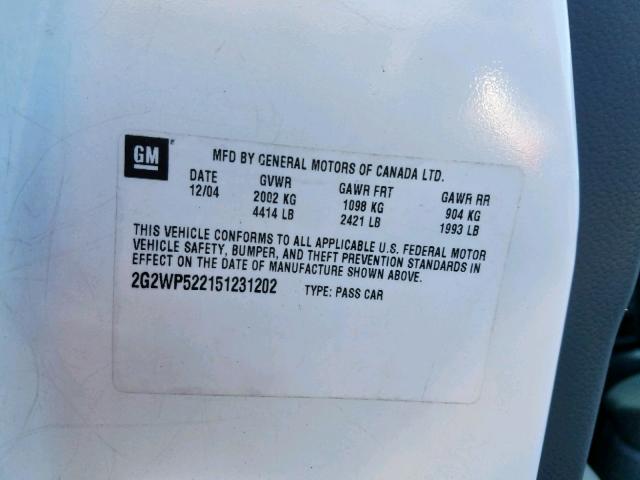 GM
MFD BY GENERAL MOTORS OF CANADA LTD.
DATE GVWR GAWR FRT GAWR RR
12/04 2002 KG 1098 KG 904 KG
4414 LB 2421 LB 1993 LB
THIS VEHICLE CONFORMS TO ALL APPLICABLE U.S. FEDERAL MOTOR
VEHICLE SAFETY, BUMPER, AND THEFT PREVENTION STANDARDS IN
EFFECT ON THE DATE OF MANUFACTURE SHOWN ABOVE.
2G2WP522151231202 TYPE: PASS CAR